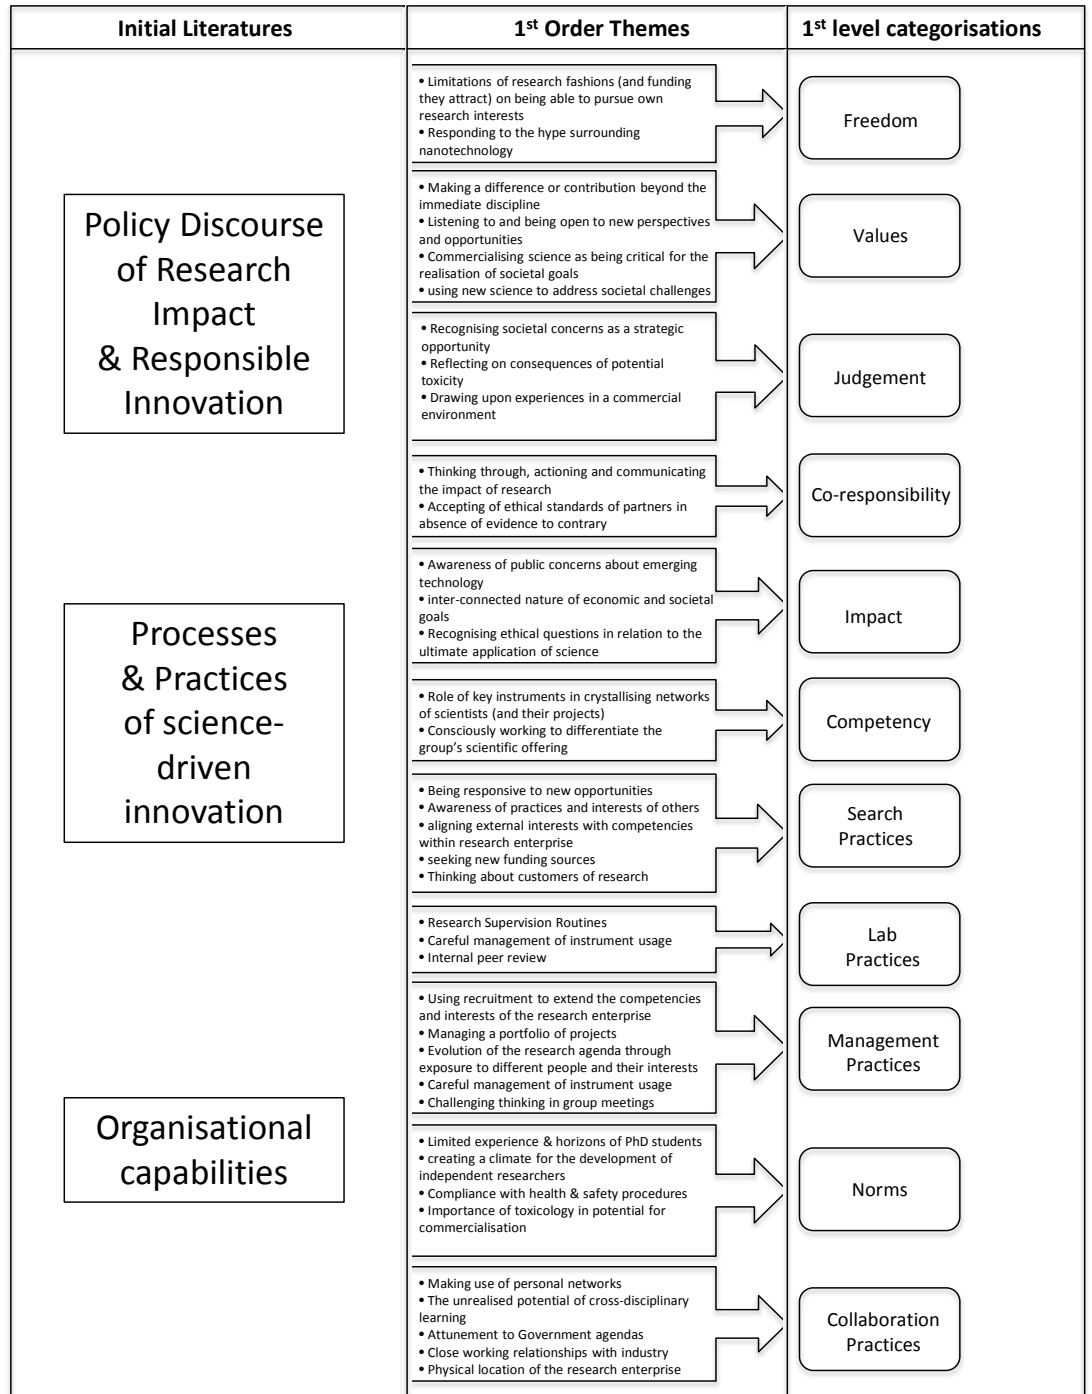 Initial Literatures
1st Order Themes
1st level categorisations
Policy Discourse
of Research
Impact
& Responsible
Innovation
Processes
& Practices
of science-
driven
innovation
Organisational
capabilities
• Limitations of research fashions (and funding
they attract) on being able to pursue own
research interests
• Responding to the hype surrounding
nanotechnology
Freedom
• Making a difference or contribution beyond the
immediate discipline
• Listening to and being open to new perspectives
and opportunities
• Commercialising science as being critical for the
realisation of societal goals
• using new science to address societal challenges
Values
• Recognising societal concerns as a strategic
opportunity
• Reflecting on consequences of potential
toxicity
• Drawing upon experiences in a commercial
environment
Judgement
• Thinking through, actioning and communicating
the impact of research
• Accepting of ethical standards of partners in
absence of evidence to contrary
Co-responsibility
• Awareness of public concerns about emerging
technology
• inter-connected nature of economic and societal
goals
• Recognising ethical questions in relation to the
ultimate application of science
Impact
• Role of key instruments in crystallising networks
of scientists (and their projects)
• Consciously working to differentiate the
group's scientific offering
Competency
• Being responsive to new opportunities
• Awareness of practices and interests of others
• aligning external interests with competencies
within research enterprise
• seeking new funding sources
• Thinking about customers of research
Search
Practices
• Research Supervision Routines
• Careful management of instrument usage
• Internal peer review
Lab
Practices
• Using recruitment to extend the competencies
and interests of the research enterprise
• Managing a portfolio of projects
• Evolution of the research agenda through
exposure to different people and their interests
• Careful management of instrument usage
• Challenging thinking in group meetings
Management
Practices
• Limited experience & horizons of PhD students
• creating a climate for the development of
independent researchers
• Compliance with health & safety procedures
• Importance of toxicology in potential for
commercialisation
Norms
• Making use of personal networks
• The unrealised potential of cross-disciplinary
learning
• Attunement to Government agendas
• Close working relationships with industry
• Physical location of the research enterprise
Collaboration
Practices